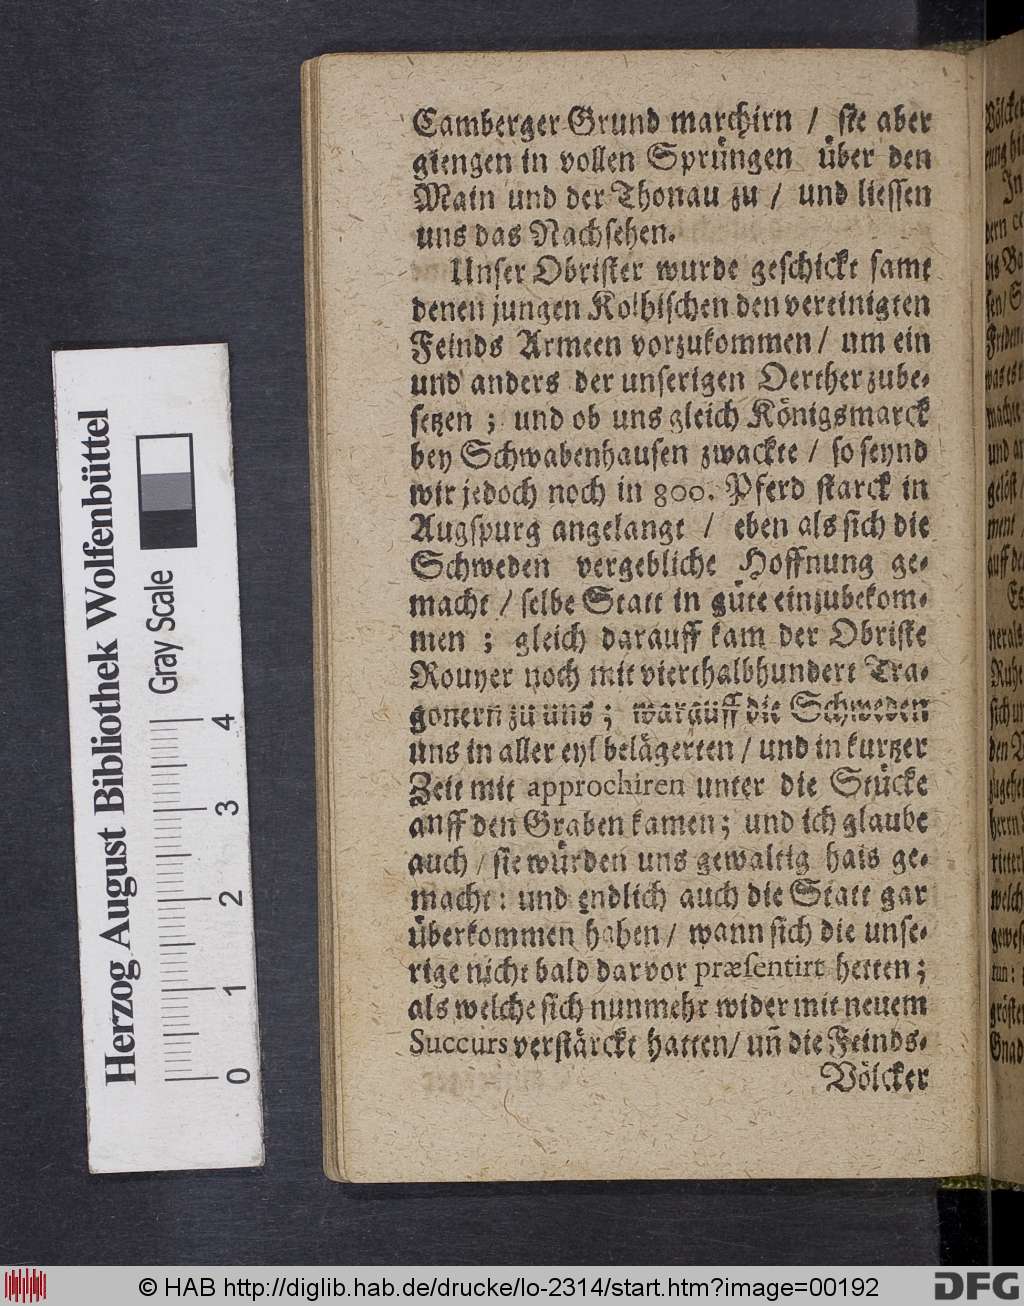 Camberger Grund marchirn / sie aber
giengen in vollen Sprüngen über den
Main und der Thonau zu / und liessen
uns das Nachsehen.
Unser Obrister wurde geschickt samt
denen jungen Kolbischen den vereinigten
Feinds Armeen vorzukommen / um ein
und anders der unserigen Oerther zube-
setzen ; und ob uns gleich Königsmarck
bey Schwabenhausen zwackte / so seynd
wir jedoch noch in 800. Pferd starck in
Augspurg angelangt / eben als sich die
Schweden vergebliche Hoffnung ge-
macht / selbe Statt in güte einzubekom-
men ; gleich darauff kam der Obriste
Rouyer noch mit vierthalbhundert Tra-
gonern zu uns ; warauff die Schweden
uns in aller eyl belägerten / und in kurtzer
Zeit mit approchiren unter die Stücke
auff den Graben kamen ; und ich glaube
auch / sie würden uns gewaltig hais ge-
macht : und endlich auch die Statt gar
überkommen haben / wann sich die unse-
rige nicht bald darvor præsentirt hetten ;
als welche sich nunmehr wider mit neuem
Succurs verstärckt hatten / uñ die Feinds-
Völcker
Herzog August Bibliothek Wolfenbüttel
Gray Scale
0 1 2 3 4
© HAB http://diglib.hab.de/drucke/lo-2314/start.htm?image=00192
DFG